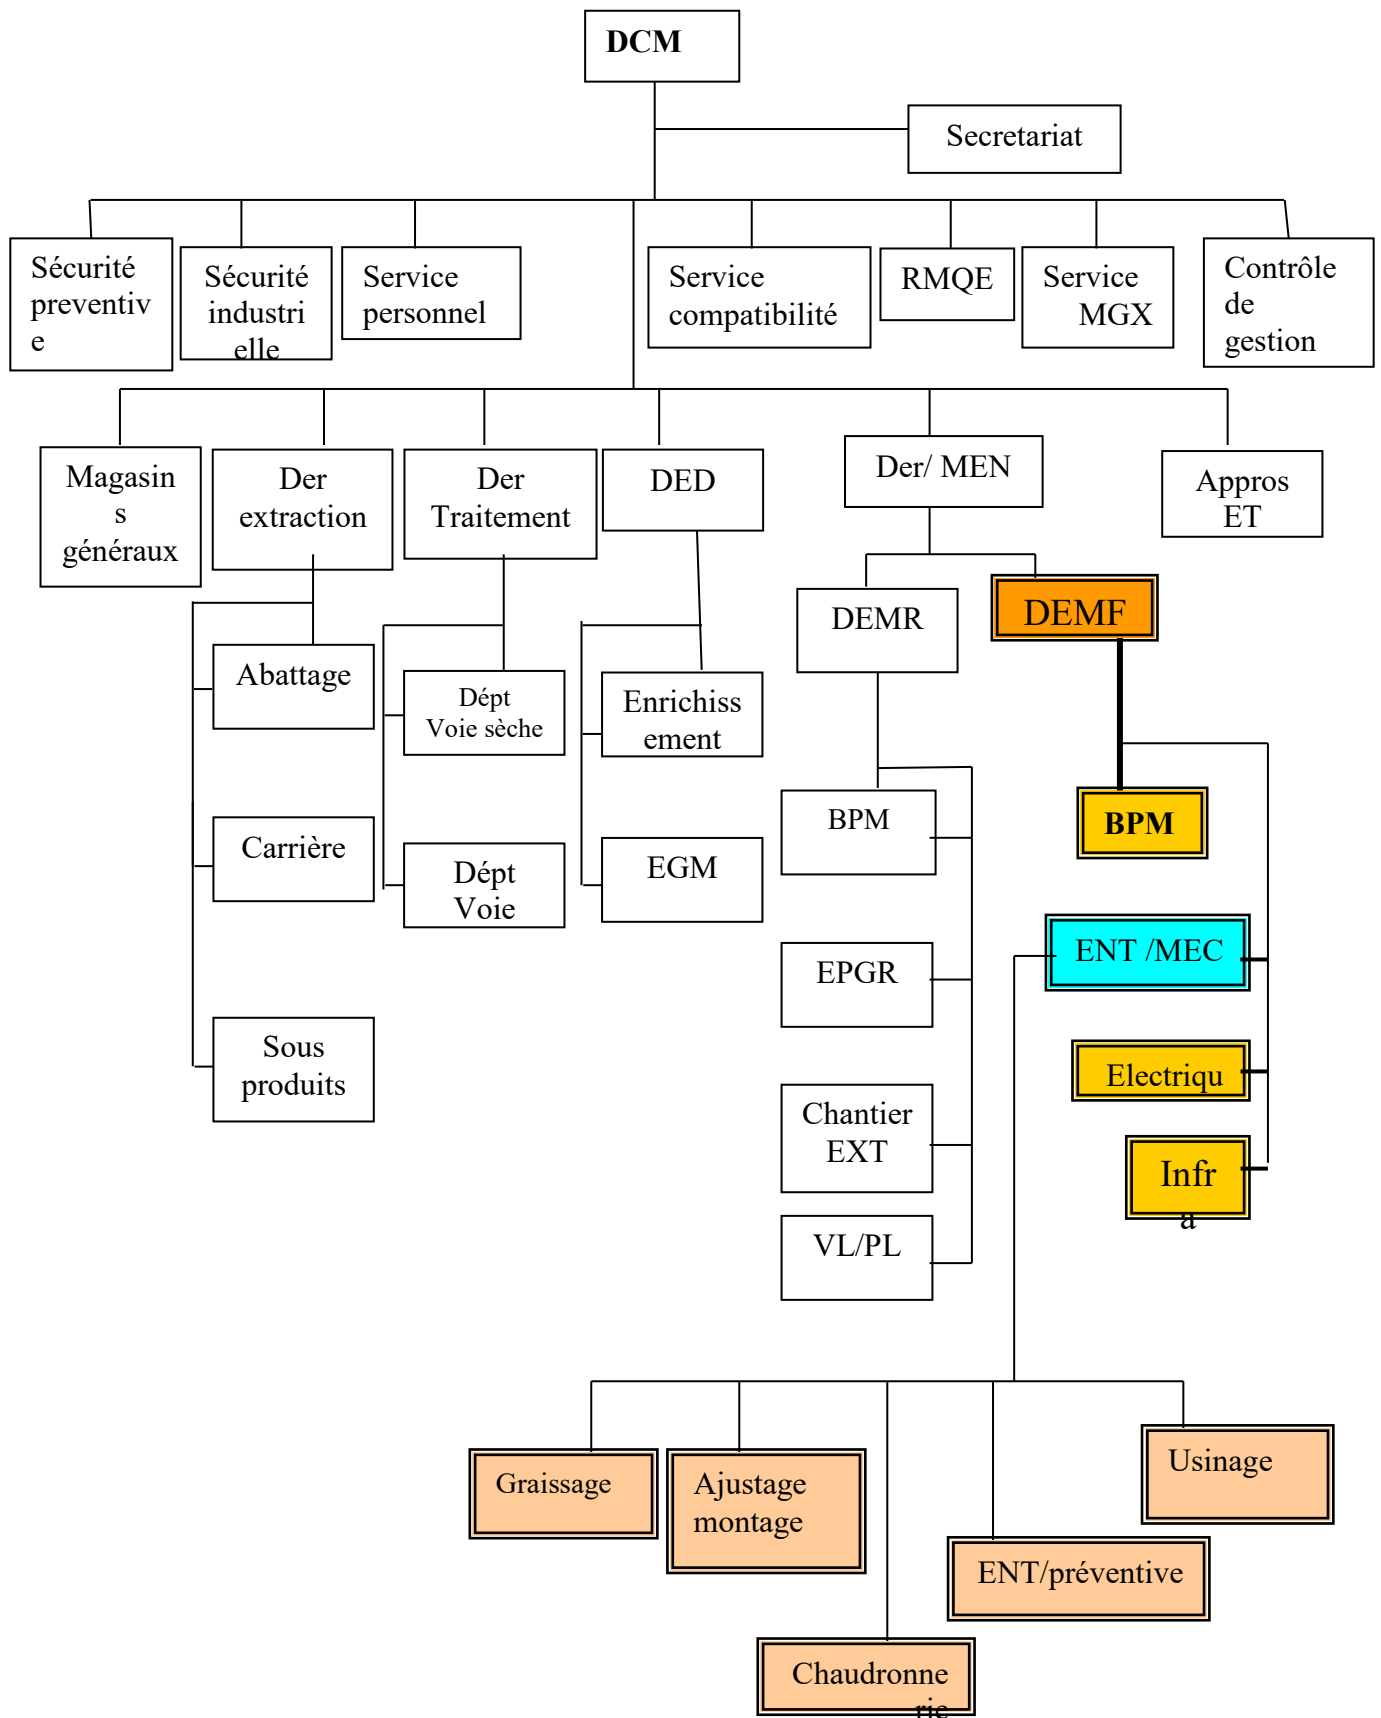 DCM
Secretariat
Sécurité
preventiv
e
Sécurité
industri
elle
Service
personnel
Service
compatibilité
RMQE
Service
MGX
Contrôle
de
gestion
Magasin
s
généraux
Der
extraction
Der
Traitement
DED
Der/ MEN
Appros
ET
DEMR
DEMF
Abattage
Dépt
Voie sèche
Enrichiss
ement
BPM
BPM
Carrière
Dépt
Voie
EGM
ENT /MEC
EPGR
Electriqu
Sous
produits
Chantier
EXT
Infr
a
VL/PL
Graissage
Ajustage
montage
Usinage
ENT/préventive
Chaudronne
rie